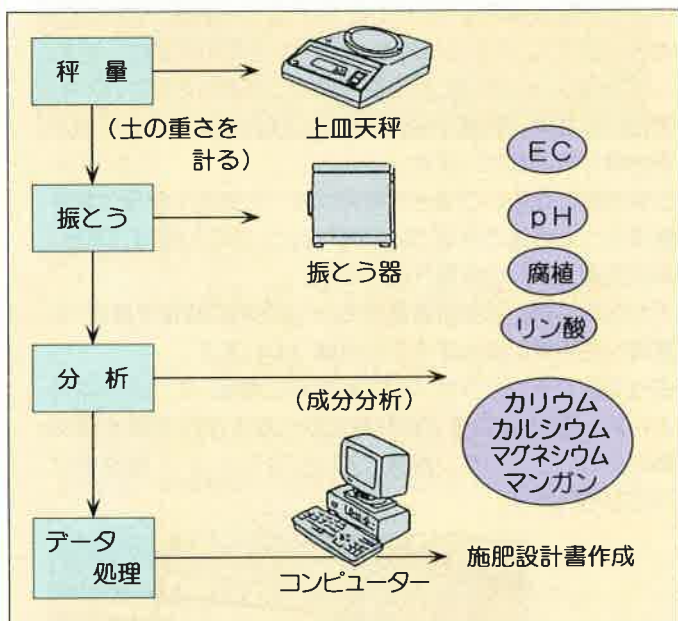 秤 量
上皿天秤
(土の重さを
計る)
EC
振とう
振とう器
pH
腐植
リン酸
分 析
(成分分析)
カリウム
カルシウム
マグネシウム
マンガン
データ
処理
コンピューター
施肥設計書作成